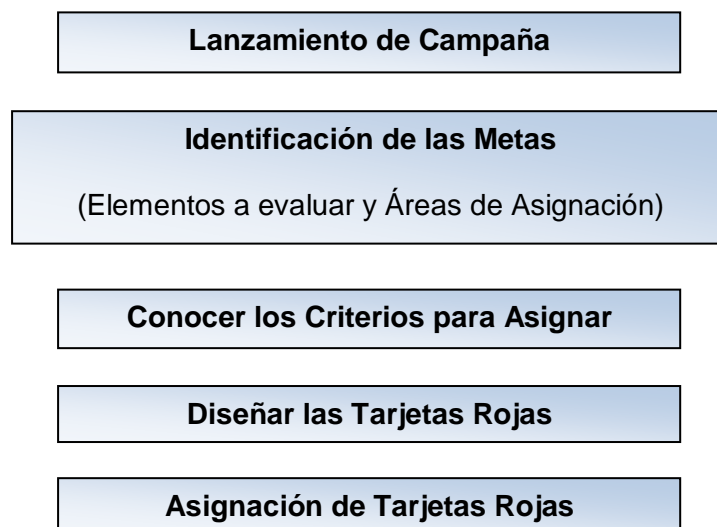 Lanzamiento de Campaña
Identificación de las Metas
(Elementos a evaluar y Áreas de Asignación)
Conocer los Criterios para Asignar
Diseñar las Tarjetas Rojas
Asignación de Tarjetas Rojas